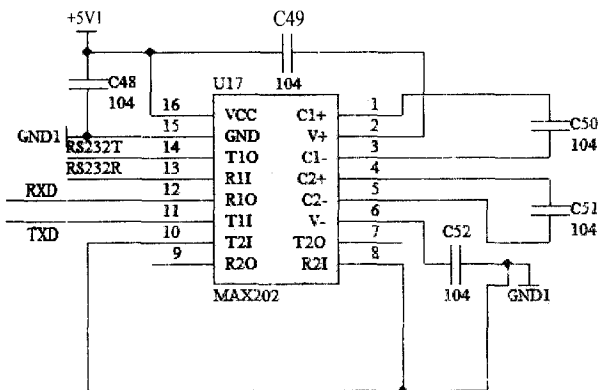 +5V1
C49
104
C48
104
U17
16 VCC C1+ 1
15 GND V+ 2
14 T1O C1- 3
13 R1I C2+ 4
12 R1O C2- 5
11 T1I V- 6
10 T2I T2O 7
9 R2O R2I 8
MAX202
GND1
RS232T
RS232R
RXD
TXD
C50
104
C51
104
C52
104
GND1